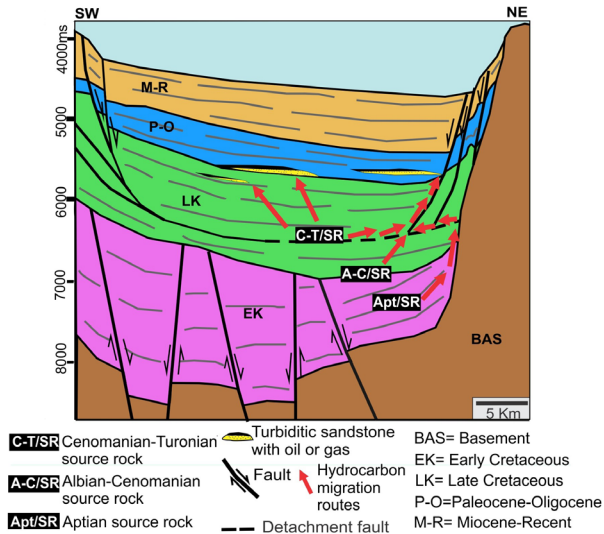 SW
NE
4000ms
5000
6000
7000
8000
M-R
P-O
LK
C-T/SR
A-C/SR
Apt/SR
EK
BAS
5 Km
C-T/SR Cenomanian-Turonian
source rock
A-C/SR Albian-Cenomanian
source rock
Apt/SR Aptian source rock
Turbiditic sandstone
with oil or gas
Fault
Hydrocarbon
migration
routes
Detachment fault
BAS= Basement
EK= Early Cretaceous
LK= Late Cretaceous
P-O=Paleocene-Oligocene
M-R= Miocene-Recent